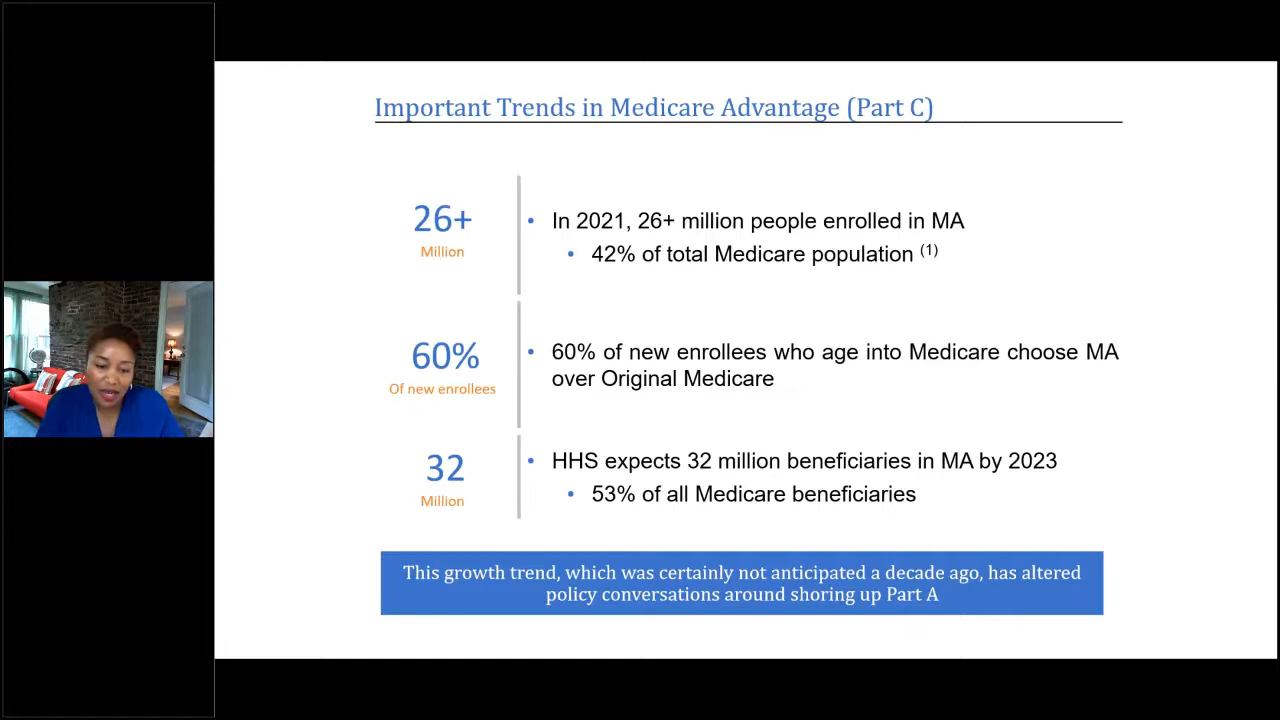 Important Trends in Medicare Advantage (Part C)
26+
Million
• In 2021, 26+ million people enrolled in MA
• 42% of total Medicare population (1)
60%
Of new enrollees
• 60% of new enrollees who age into Medicare choose MA
over Original Medicare
32
Million
• HHS expects 32 million beneficiaries in MA by 2023
• 53% of all Medicare beneficiaries
This growth trend, which was certainly not anticipated a decade ago, has altered
policy conversations around shoring up Part A